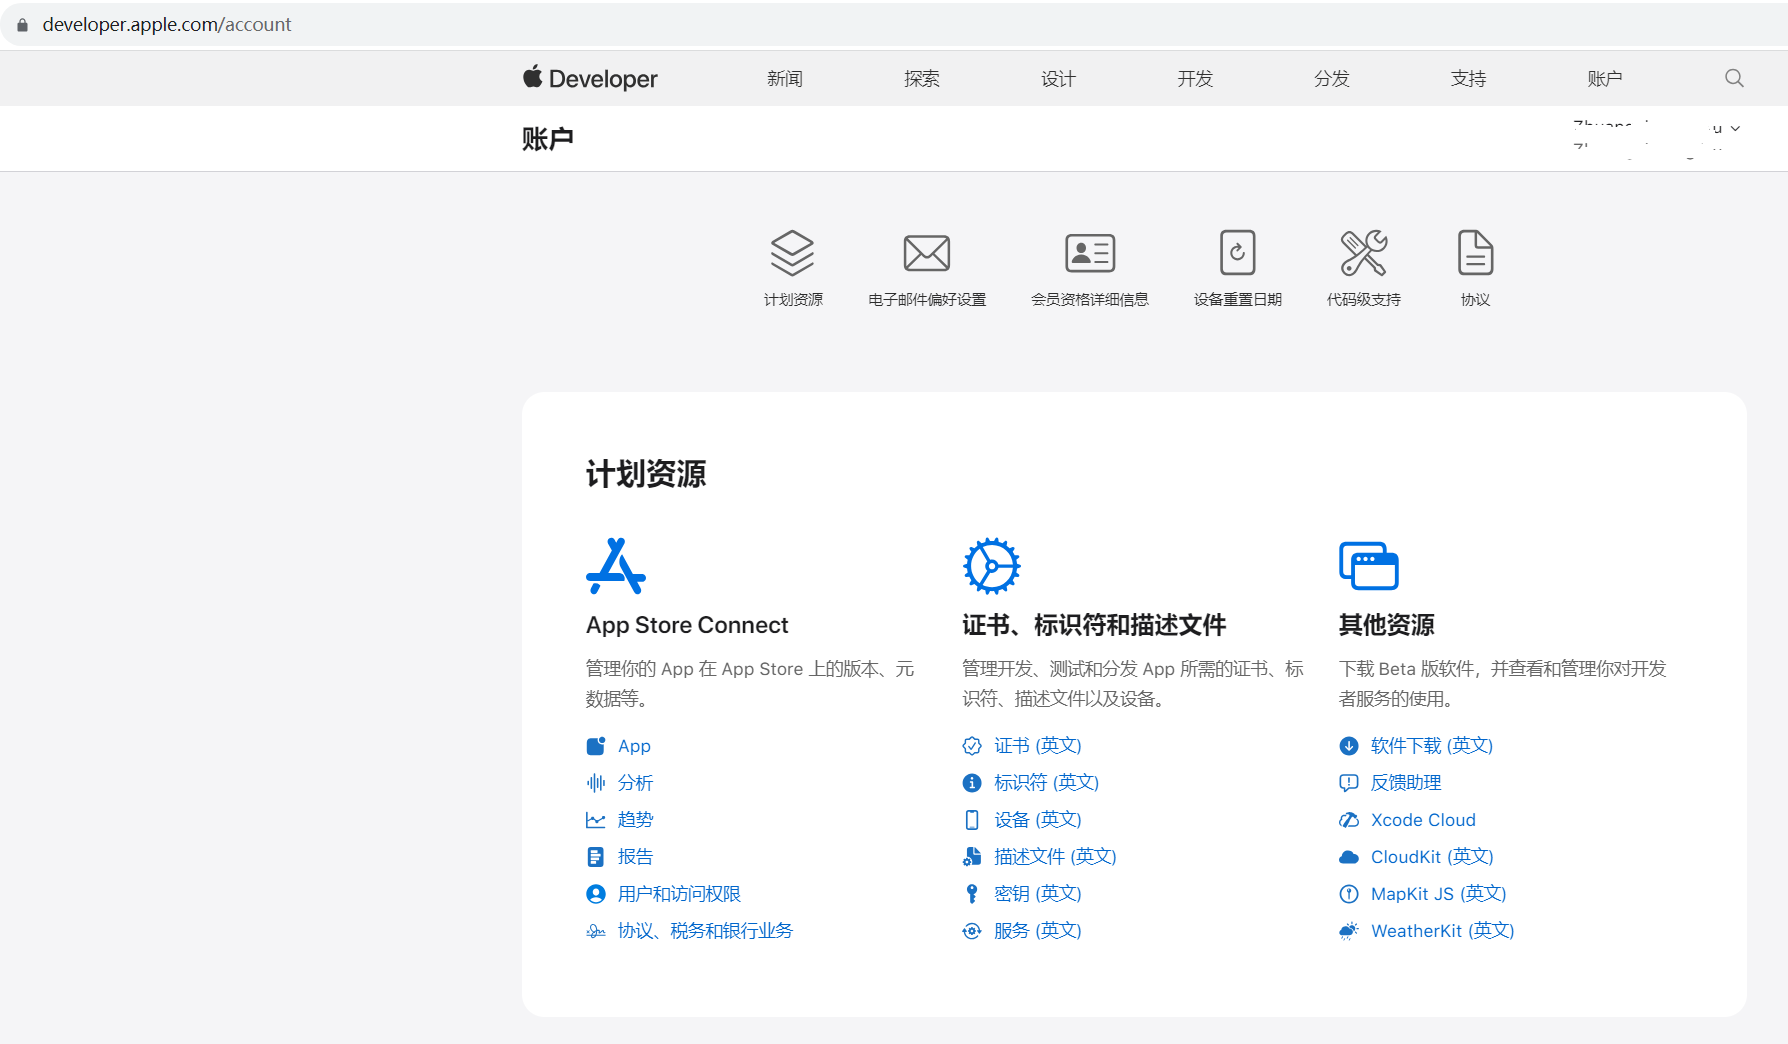 developer.apple.com/account
Developer 新闻 探索 设计 开发 分发 支持 账户
账户
计划资源 电子邮件偏好设置 会员资格详细信息 设备重置日期 代码级支持 协议
计划资源
App Store Connect
管理你的 App 在 App Store 上的版本、元
数据等。
App
分析
趋势
报告
用户和访问权限
协议、税务和银行业务
证书、标识符和描述文件
管理开发、测试和分发 App 所需的证书、标
识符、描述文件以及设备。
证书 (英文)
标识符 (英文)
设备 (英文)
描述文件 (英文)
密钥 (英文)
服务 (英文)
其他资源
下载 Beta 版软件，并查看和管理你对开发
者服务的使用。
软件下载 (英文)
反馈助理
Xcode Cloud
CloudKit (英文)
MapKit JS (英文)
WeatherKit (英文)